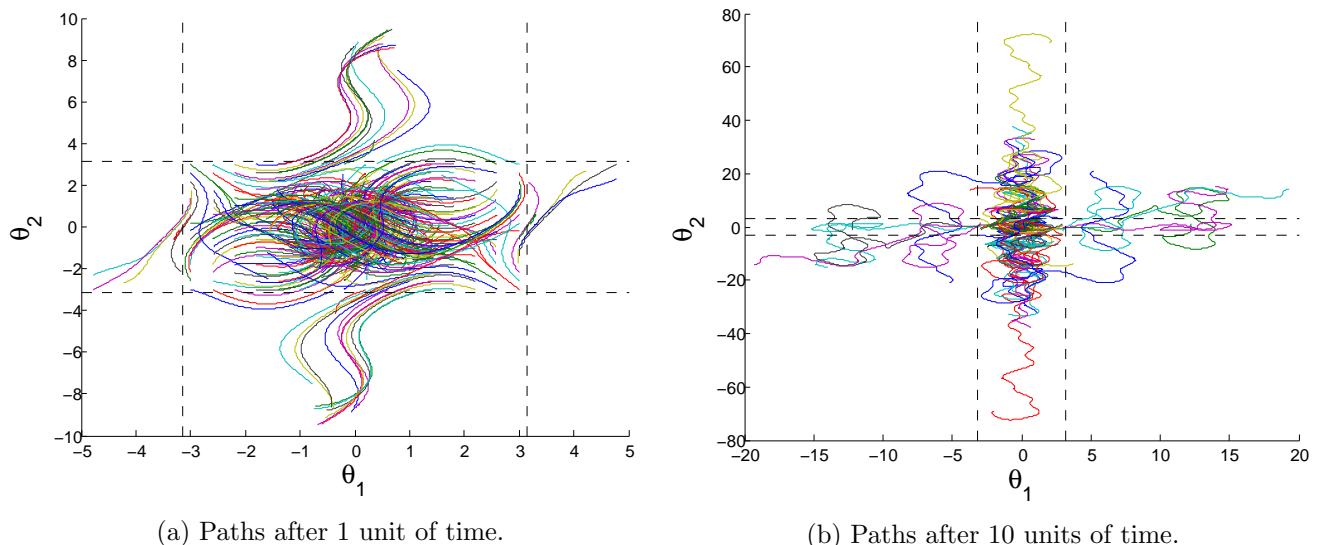 10
8
6
4
2
0
−2
−4
−6
−8
−10
θ2
−5 −4 −3 −2 −1 0 1 2 3 4 5
θ1
(a) Paths after 1 unit of time.
80
60
40
20
0
−20
−40
−60
−80
θ2
−20 −15 −10 −5 0 5 10 15 20
θ1
(b) Paths after 10 units of time.